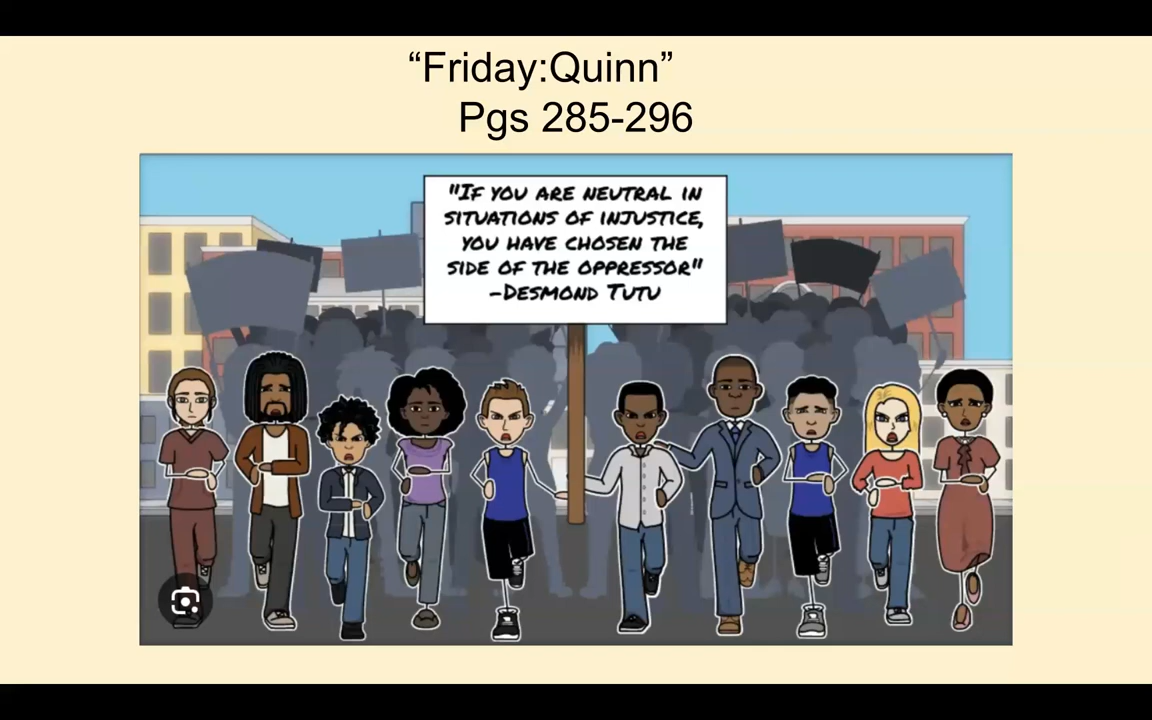 “Friday:Quinn”
Pgs 285-296
"IF YOU ARE NEUTRAL IN
SITUATIONS OF INJUSTICE,
YOU HAVE CHOSEN THE
SIDE OF THE OPPRESSOR"
-DESMOND TUTU